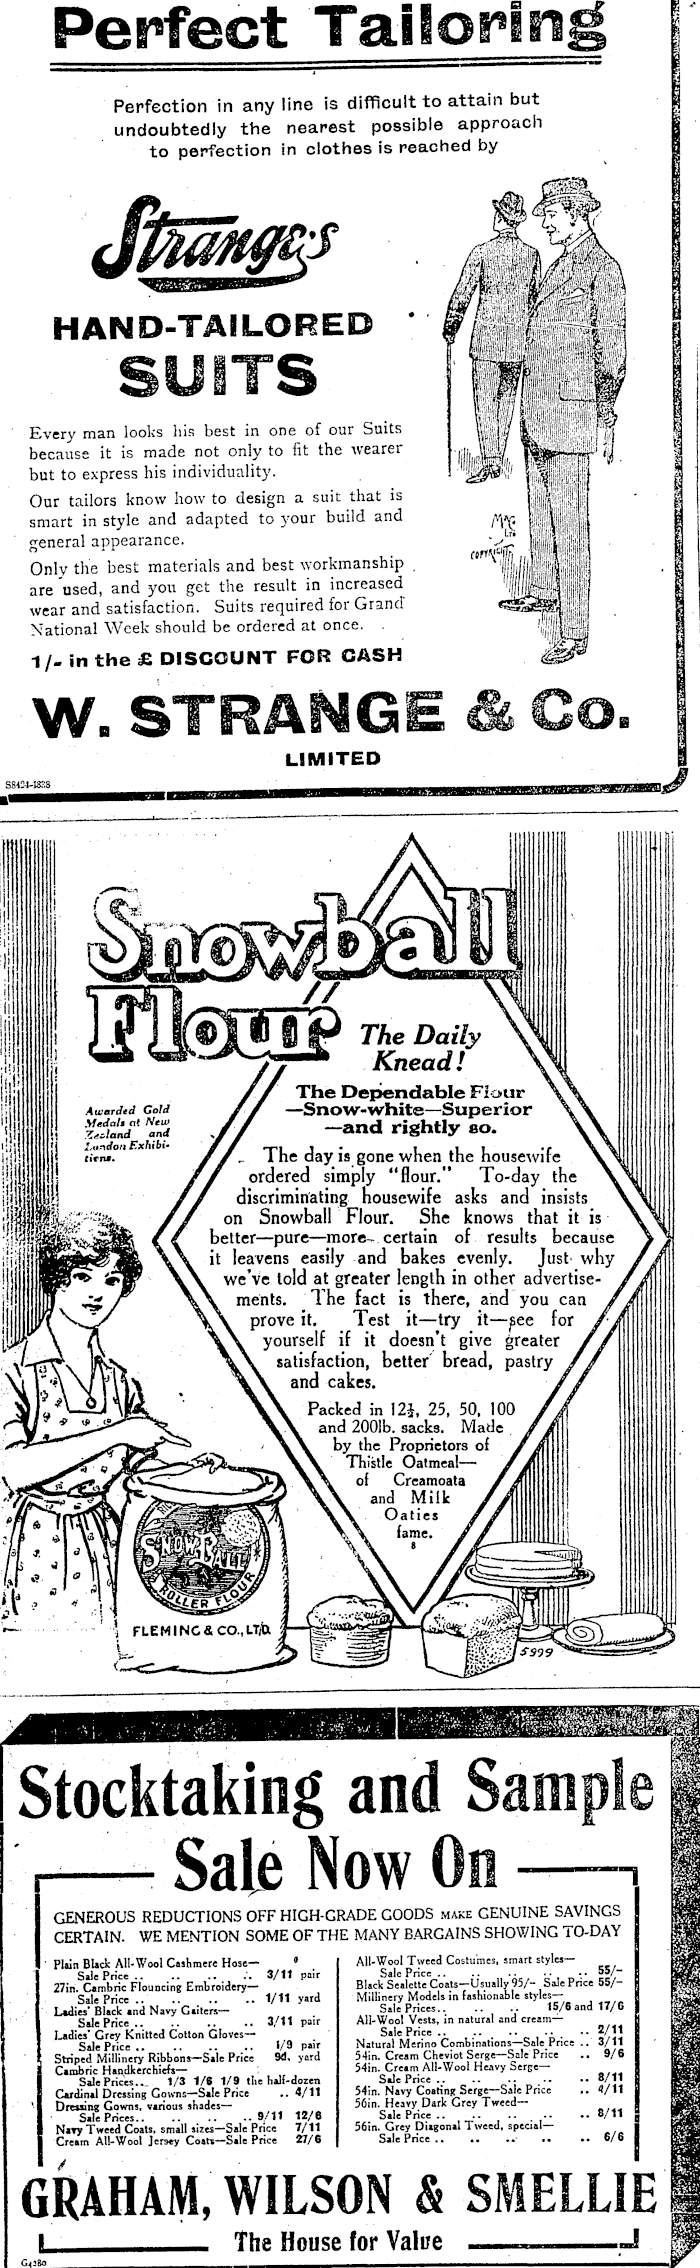 Perfect Tailoring
Perfection in any line is difficult to attain but
undoubtedly the nearest possible approach
to perfection in clothes is reached by
Strange's
HAND-TAILORED
SUITS
Every man looks his best in one of our Suits
because it is made not only to fit the wearer
but to express his individuality.
Our tailors know how to design a suit that is
smart in style and adapted to your build and
general appearance.
Only the best materials and best workmanship
are used, and you get the result in increased
wear and satisfaction. Suits required for Grand
National Week should be ordered at once.
1/- in the £ DISCOUNT FOR CASH
MAC.
LTD
COPYRIGHT
W. STRANGE & Co.
LIMITED
Snowball
Flour
The Daily
Knead!
Awarded Gold
Medals at New
Zealand and
London Exhibi-
tions.
The Dependable Flour
—Snow-white—Superior
—and rightly so.
The day is gone when the housewife
ordered simply "flour." To-day the
discriminating housewife asks and insists
on Snowball Flour. She knows that it is
better—pure—more certain of results because
it leavens easily and bakes evenly. Just why
we've told at greater length in other advertise-
ments. The fact is there, and you can
prove it. Test it—try it—see for
yourself if it doesn't give greater
satisfaction, better bread, pastry
and cakes.
Packed in 12½, 25, 50, 100
and 200lb. sacks. Made
by the Proprietors of
Thistle Oatmeal—
of Creamoata
and Milk
Oaties
fame.
8
SNOWBALL
ROLLER FLOUR
FLEMING & CO., LTD.
5999
Stocktaking and Sample
Sale Now On
GENEROUS REDUCTIONS OFF HIGH-GRADE GOODS MAKE GENUINE SAVINGS
CERTAIN. WE MENTION SOME OF THE MANY BARGAINS SHOWING TO-DAY
Plain Black All-Wool Cashmere Hose—
Sale Price .. .. .. .. 3/11 pair
27in. Cambric Flouncing Embroidery—
Sale Price .. .. .. .. 1/11 yard
Ladies' Black and Navy Gaiters—
Sale Price .. .. .. .. 3/11 pair
Ladies' Grey Knitted Cotton Gloves—
Sale Price .. .. .. .. 1/9 pair
Striped Millinery Ribbons—Sale Price 9d. yard
Cambric Handkerchiefs—
Sale Prices.. 1/3 1/6 1/9 the half-dozen
Cardinal Dressing Gowns—Sale Price .. 4/11
Dressing Gowns, various shades—
Sale Prices.. .. .. .. 9/11 12/6
Navy Tweed Coats, small sizes—Sale Price 7/11
Cream All-Wool Jersey Coats—Sale Price 27/6
All-Wool Tweed Costumes, smart styles—
Sale Price .. .. .. .. .. 55/-
Black Sealette Coats—Usually 95/- Sale Price 55/-
Millinery Models in fashionable styles—
Sale Prices.. .. .. 15/6 and 17/6
All-Wool Vests, in natural and cream—
Sale Price .. .. .. .. .. 2/11
Natural Merino Combinations—Sale Price .. 3/11
54in. Cream Cheviot Serge—Sale Price .. 9/6
54in. Cream All-Wool Heavy Serge—
Sale Price .. .. .. .. .. 8/11
54in. Navy Coating Serge—Sale Price .. 4/11
56in. Heavy Dark Grey Tweed—
Sale Price .. .. .. .. .. 8/11
56in. Grey Diagonal Tweed, special—
Sale Price .. .. .. .. .. 6/6
GRAHAM, WILSON & SMELLIE
The House for Value
G4280